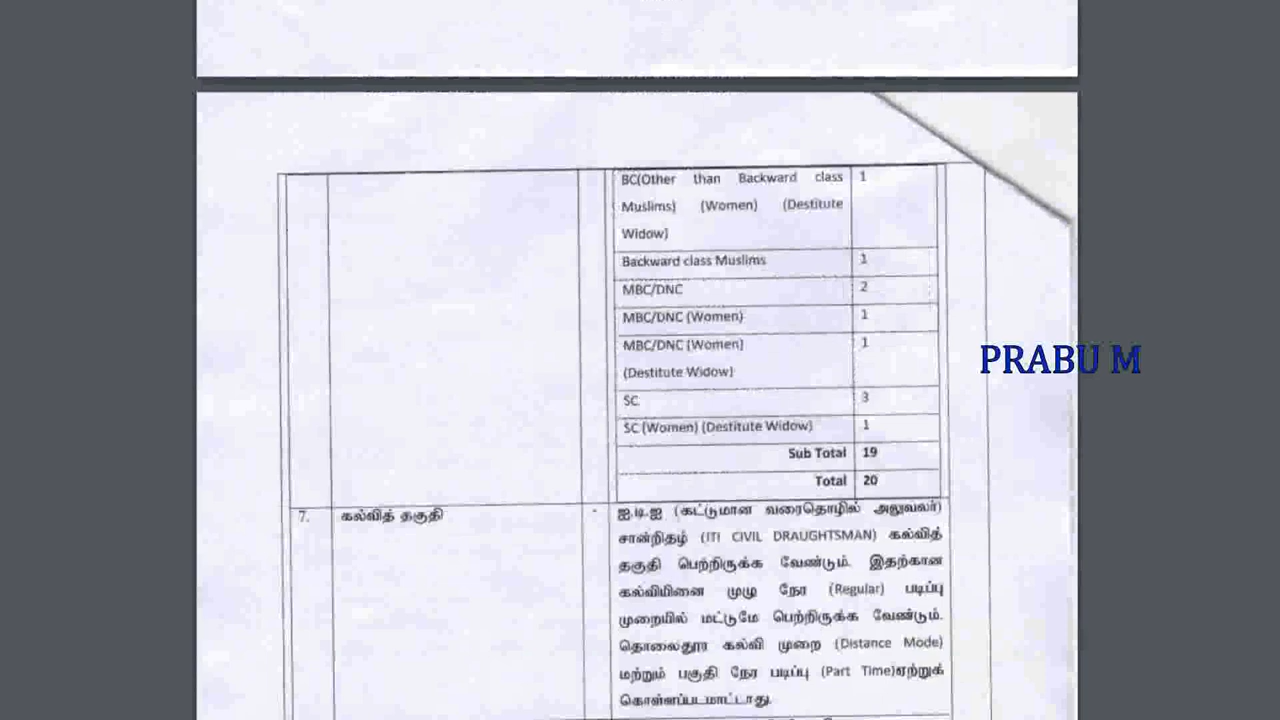 BC(Other than Backward class 1
Muslims) (Women) (Destitute
Widow)
Backward class Muslims 1
MBC/DNC 2
MBC/DNC (Women) 1
MBC/DNC (Women) 1
(Destitute Widow)
SC 3
SC (Women) (Destitute Widow) 1
Sub Total 19
Total 20
PRABU M
7. கல்வித் தகுதி - ஐ.டி.ஐ (கட்டுமான வரைதொழில் அலுவலர்)
சான்றிதழ் (ITI CIVIL DRAUGHTSMAN) கல்வித்
தகுதி பெற்றிருக்க வேண்டும். இதற்கான
கல்வியினை முழு நேர (Regular) படிப்பு
முறையில் மட்டுமே பெற்றிருக்க வேண்டும்.
தொலைதூர கல்வி முறை (Distance Mode)
மற்றும் பகுதி நேர படிப்பு (Part Time)ஏற்றுக்
கொள்ளப்படமாட்டாது.